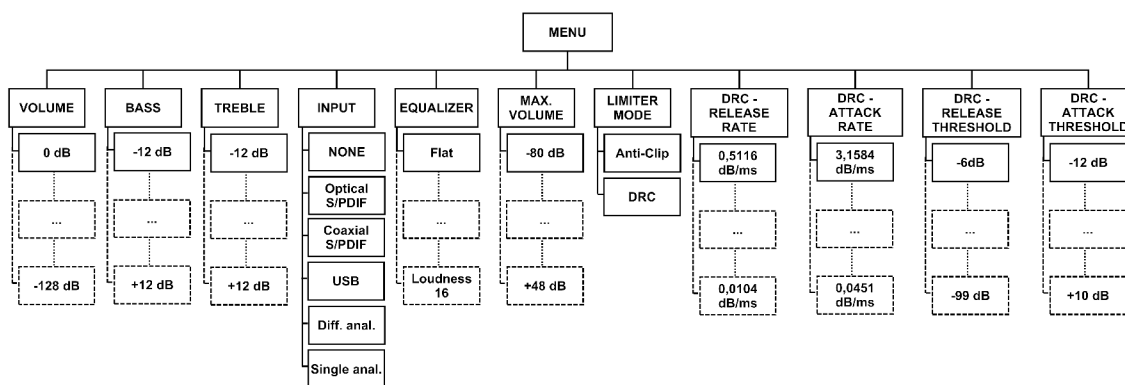 MENU
VOLUME
0 dB
...
-128 dB
BASS
-12 dB
...
+12 dB
TREBLE
-12 dB
...
+12 dB
INPUT
NONE
Optical
S/PDIF
Coaxial
S/PDIF
USB
Diff. anal.
Single anal.
EQUALIZER
Flat
...
Loudness
16
MAX.
VOLUME
-80 dB
...
+48 dB
LIMITER
MODE
Anti-Clip
DRC
DRC -
RELEASE
RATE
0,5116
dB/ms
...
0,0104
dB/ms
DRC -
ATTACK
RATE
3,1584
dB/ms
...
0,0451
dB/ms
DRC -
RELEASE
THRESHOLD
-6dB
...
-99 dB
DRC -
ATTACK
THRESHOLD
-12 dB
...
+10 dB